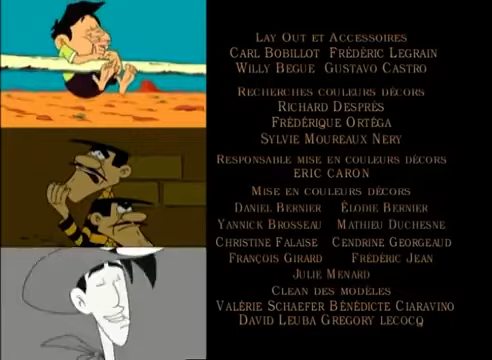 Lay Out et Accessoires
Carl Bobillot Frédéric Legrain
Willy Begue Gustavo Castro
Recherches couleurs décors
Richard Desprès
Frédérique Ortéga
Sylvie Moureaux Nery
Responsable mise en couleurs décors
Eric Caron
Mise en couleurs décors
Daniel Bernier Élodie Bernier
Yannick Brosseau Mathieu Duchesne
Christine Falaise Cendrine Georgeaud
François Girard Frédéric Jean
Julie Menard
Clean des modèles
Valérie Schaefer Bénédicte Ciaravino
David Leuba Gregory lecocq